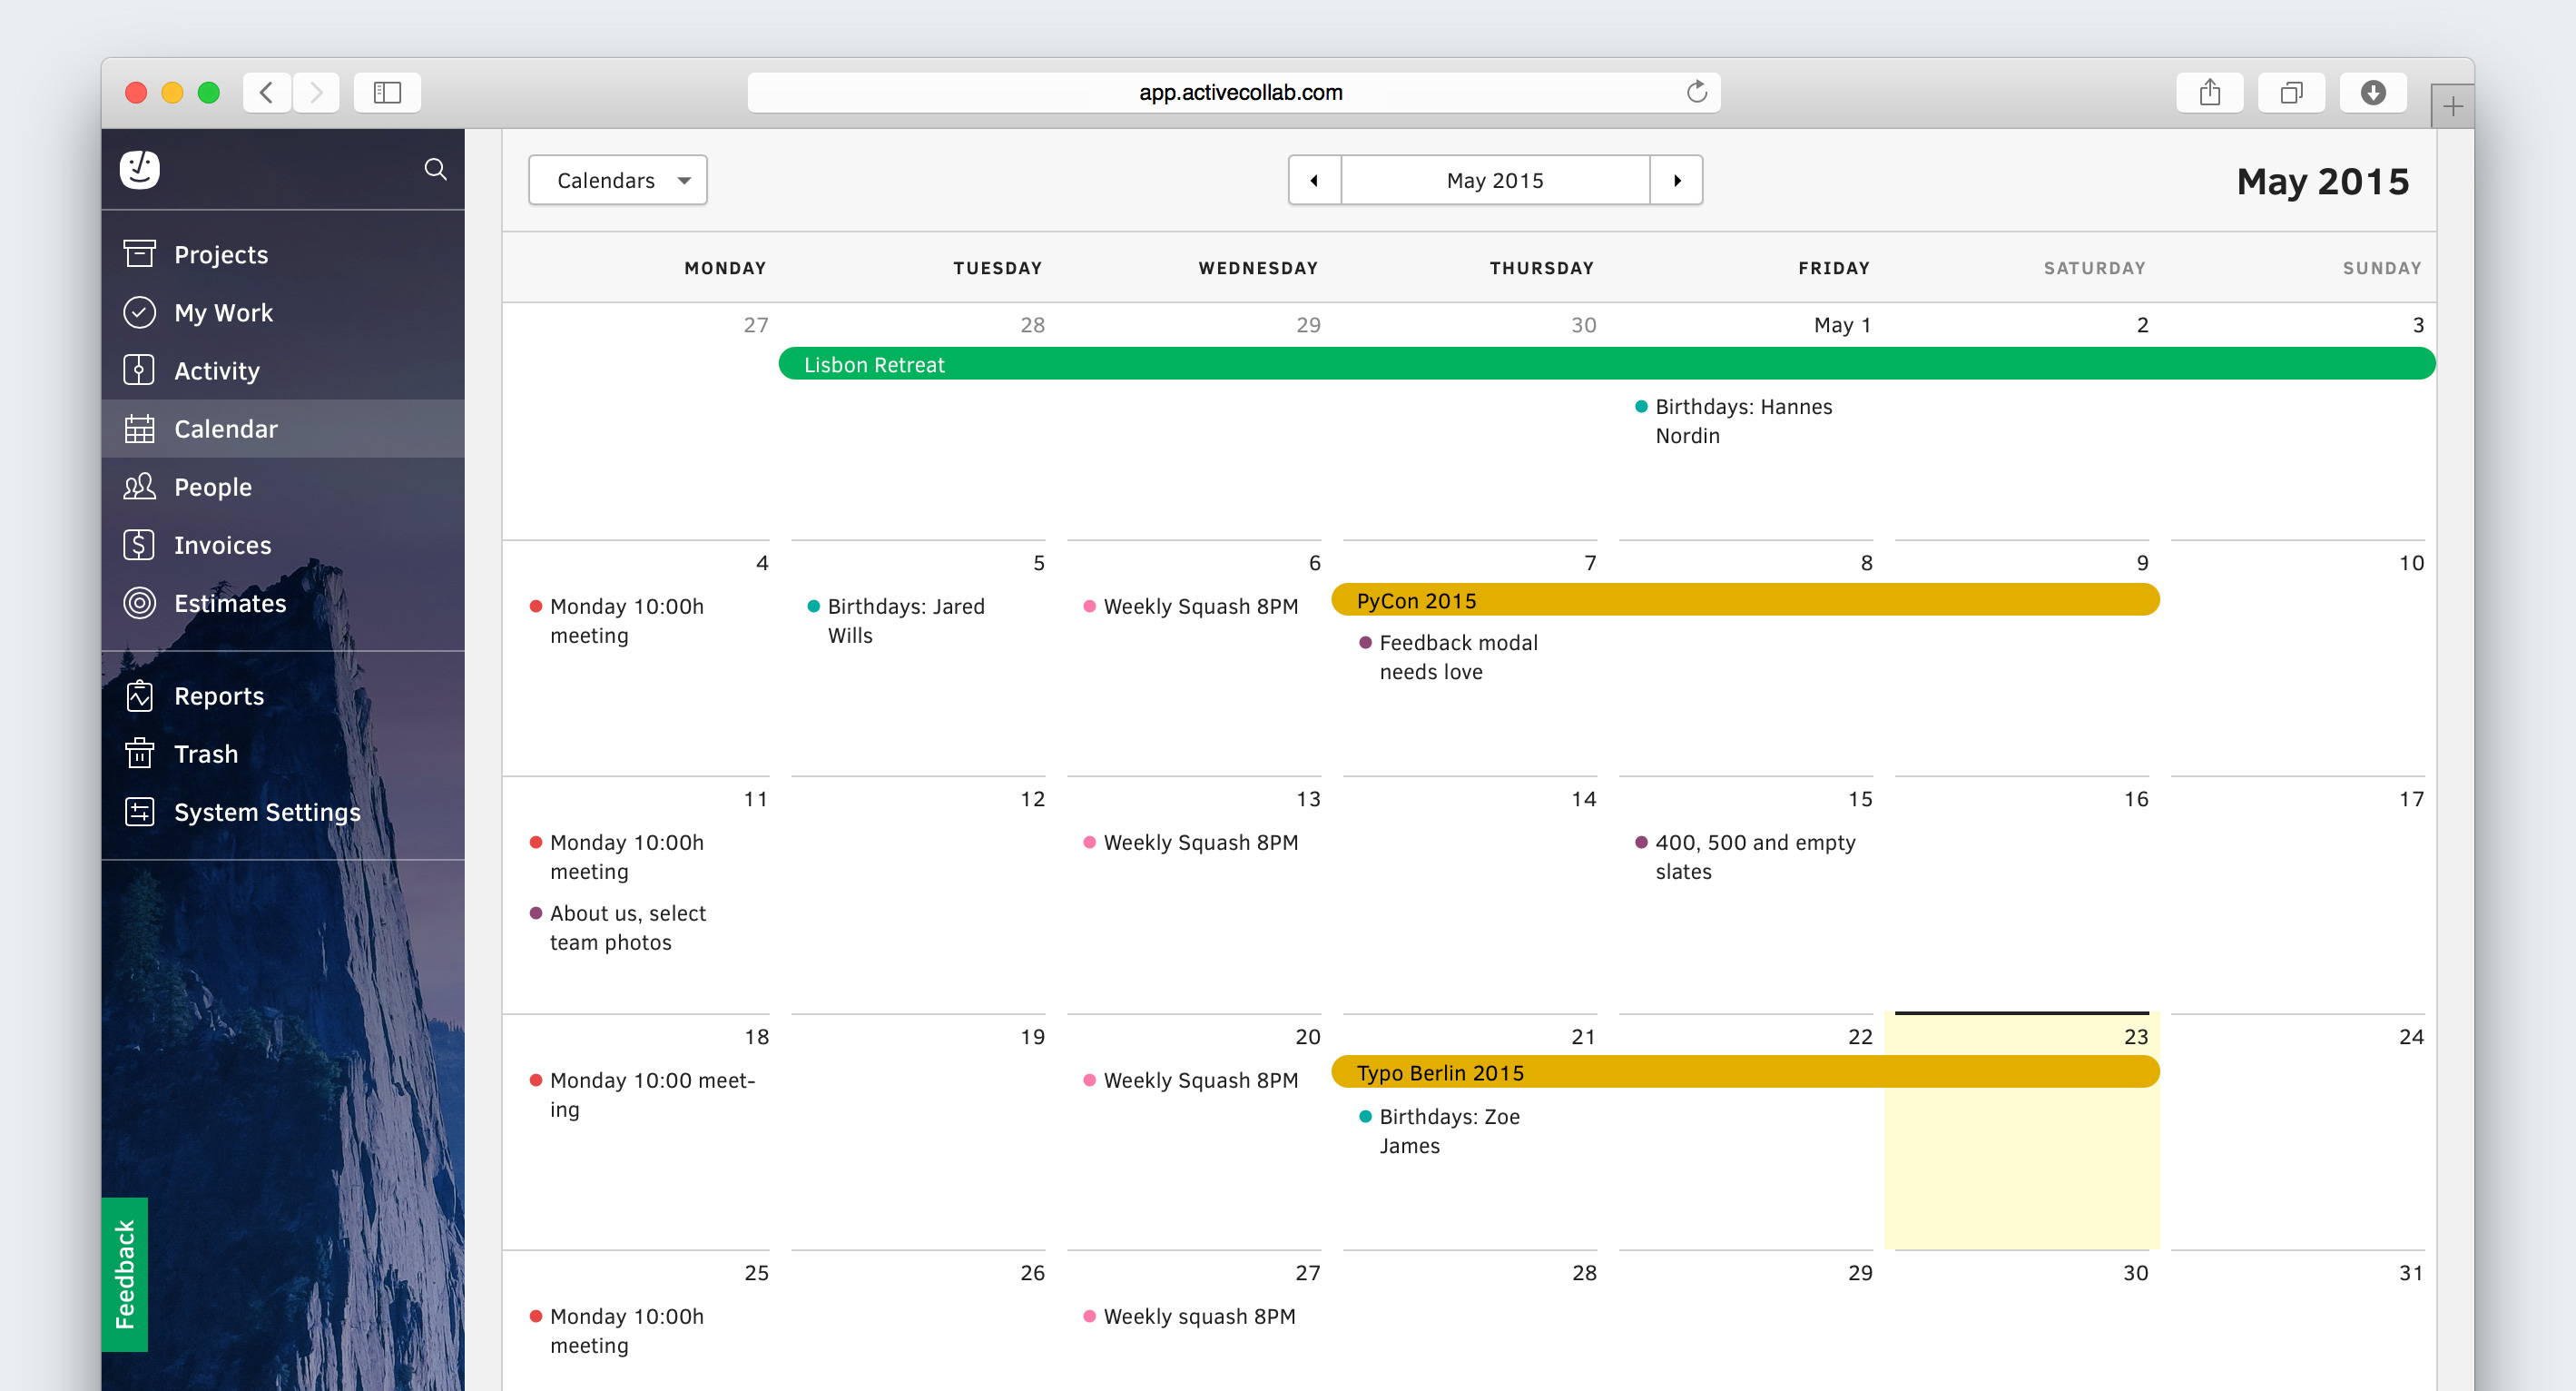 app.activecollab.com
Calendars
May 2015
May 2015
Projects
My Work
Activity
Calendar
People
Invoices
Estimates
Reports
Trash
System Settings
Feedback
MONDAY TUESDAY WEDNESDAY THURSDAY FRIDAY SATURDAY SUNDAY
27 28 29 30 May 1 2 3
Lisbon Retreat
Birthdays: Hannes
Nordin
4 5 6 7 8 9 10
Monday 10:00h
meeting
Birthdays: Jared
Wills
Weekly Squash 8PM
PyCon 2015
Feedback modal
needs love
11 12 13 14 15 16 17
Monday 10:00h
meeting
About us, select
team photos
Weekly Squash 8PM
400, 500 and empty
slates
18 19 20 21 22 23 24
Monday 10:00 meet-
ing
Weekly Squash 8PM
Typo Berlin 2015
Birthdays: Zoe
James
25 26 27 28 29 30 31
Monday 10:00h
meeting
Weekly squash 8PM